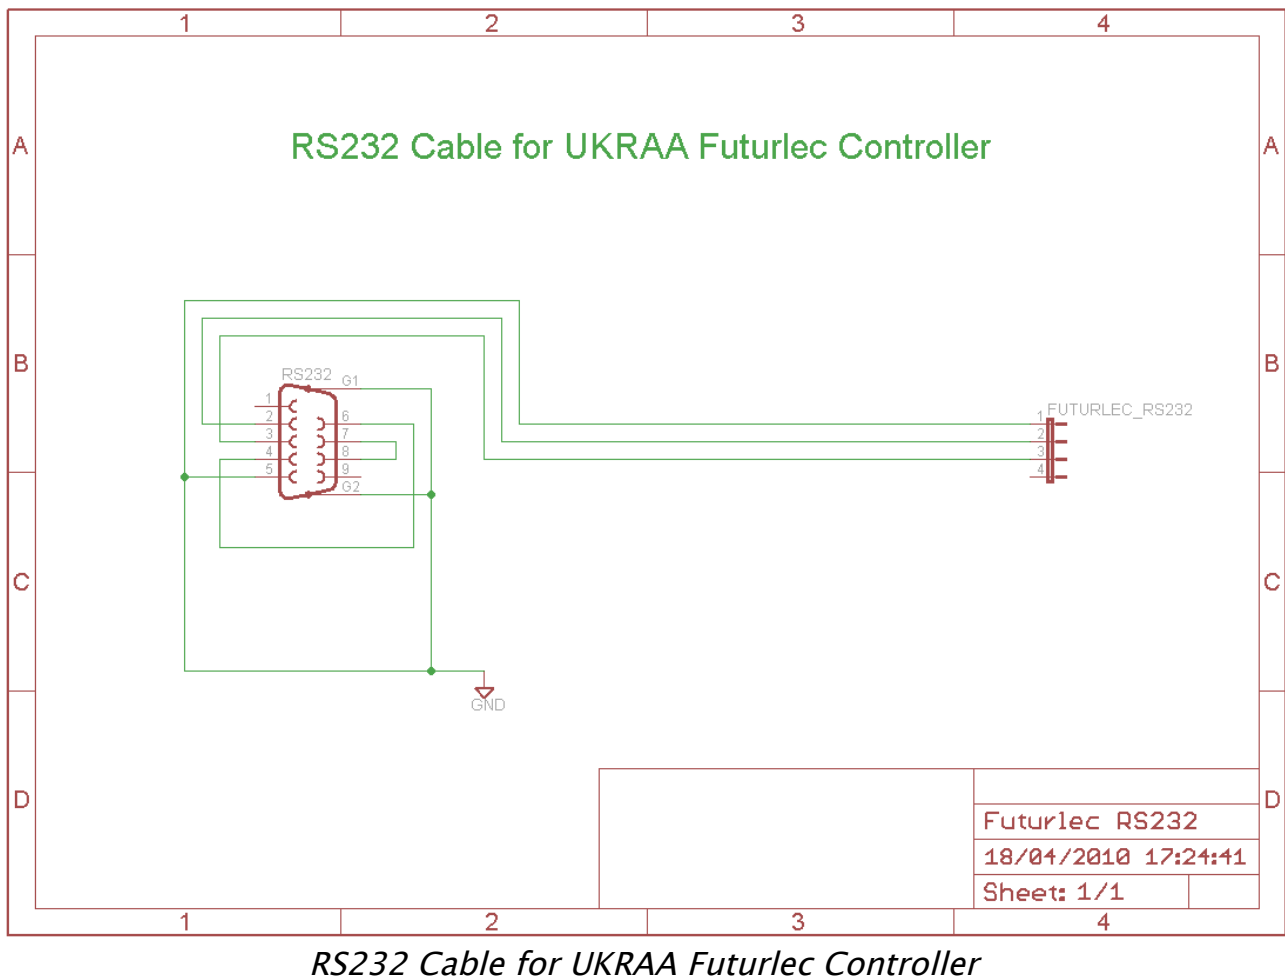 1 2 3 4
A A
RS232 Cable for UKRAA Futurlec Controller
B B
RS232
G1
1
2
3
4
5
6
7
8
9
G2
FUTURLEC_RS232
1
2
3
4
C C
GND
D D
Futurlec RS232
18/04/2010 17:24:41
Sheet: 1/1
1 2 3 4
RS232 Cable for UKRAA Futurlec Controller